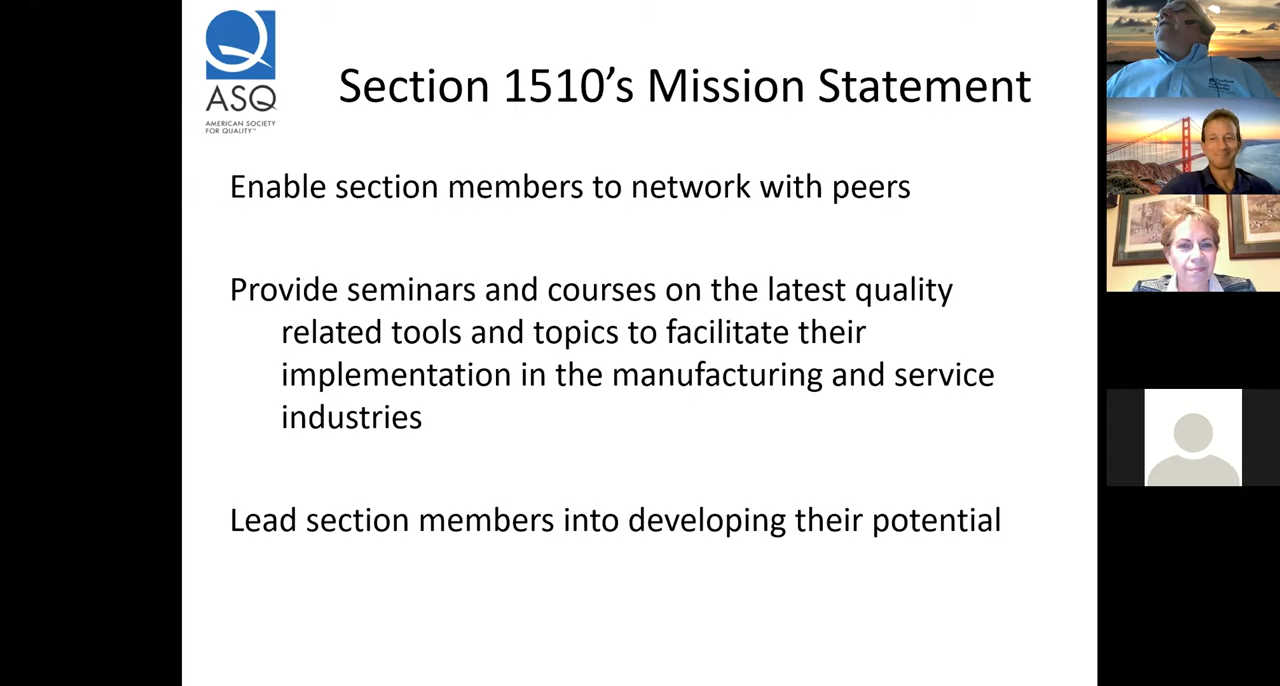 ASQ
AMERICAN SOCIETY
FOR QUALITY™
Section 1510’s Mission Statement
Enable section members to network with peers
Provide seminars and courses on the latest quality
related tools and topics to facilitate their
implementation in the manufacturing and service
industries
Lead section members into developing their potential